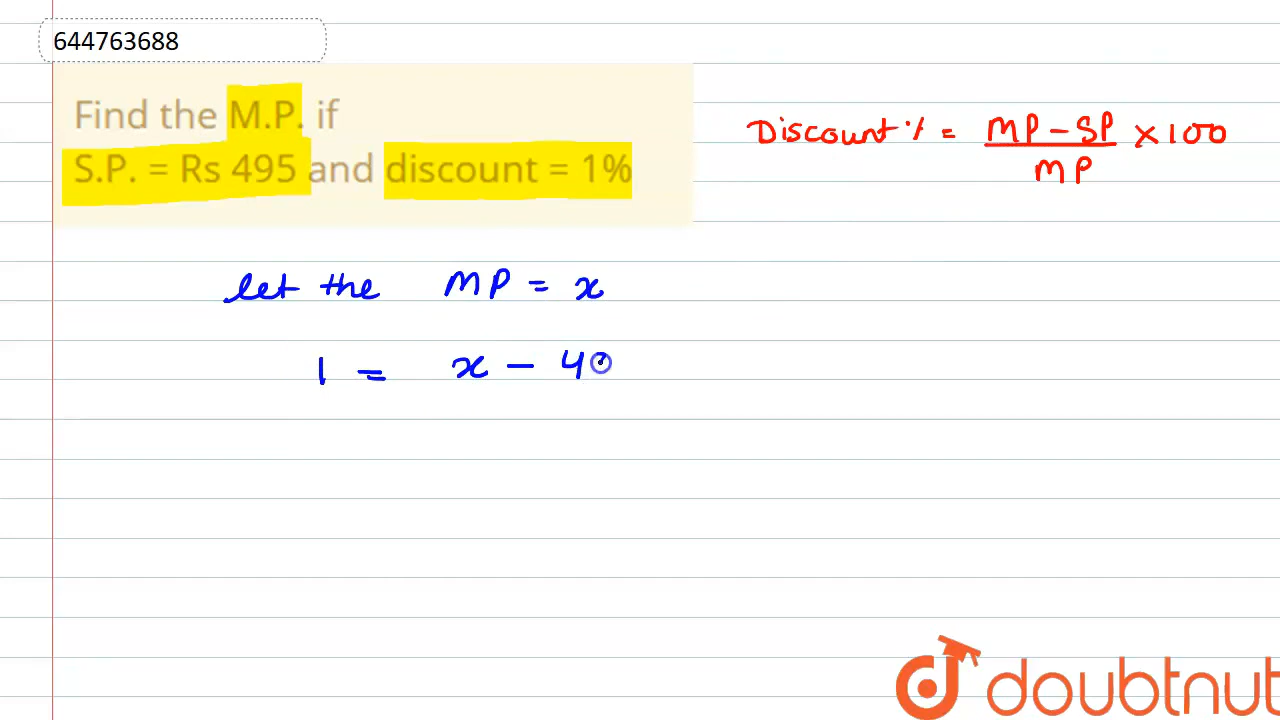 644763688
Find the M.P. if
S.P. = Rs 495 and discount = 1%
Discount % = MP - SP / MP × 100
let the MP = x
1 = x - 4
doubtnut